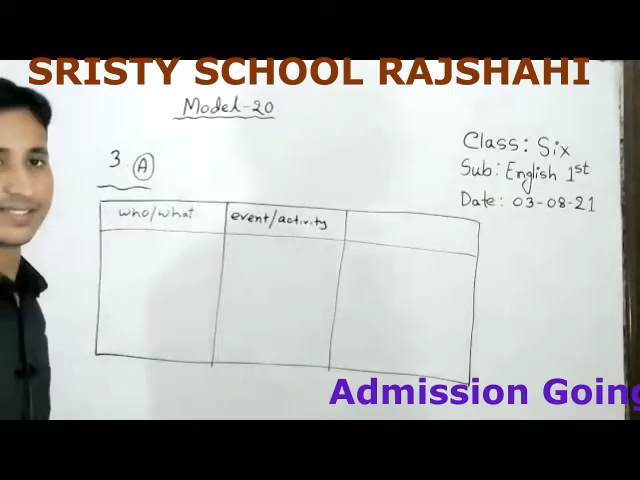 SRISTY SCHOOL RAJSHAHI
Model-20
3. A
Class: Six
Sub: English 1st
Date: 03-08-21
who/what event/activity
Admission Going